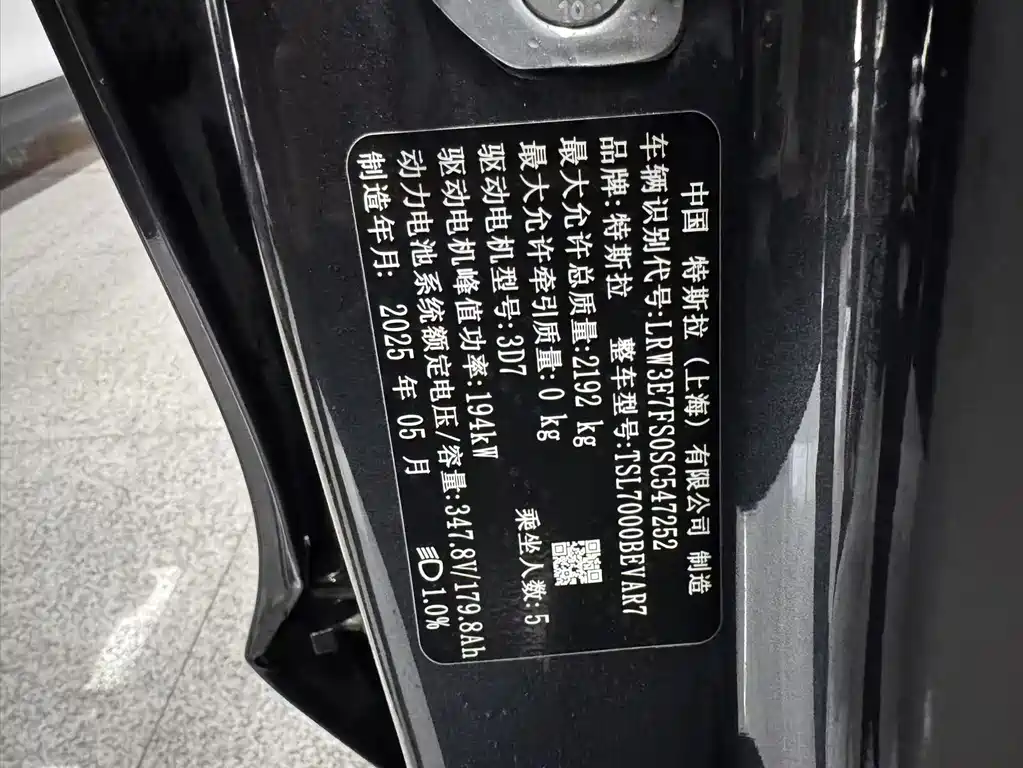 10
中国 特斯拉（上海）有限公司 制造
车辆识别代号:LRW3E7FS0SC547252
品牌:特斯拉 整车型号:TSL7000BEVAR7
最大允许总质量:2192 kg
最大允许牵引质量: 0 kg
驱动电机型号:3D7 乘坐人数:5
驱动电机峰值功率:194kW
动力电池系统额定电压/容量:347.8V/179.8Ah
制造年月: 2025 年 05 月 1.0%